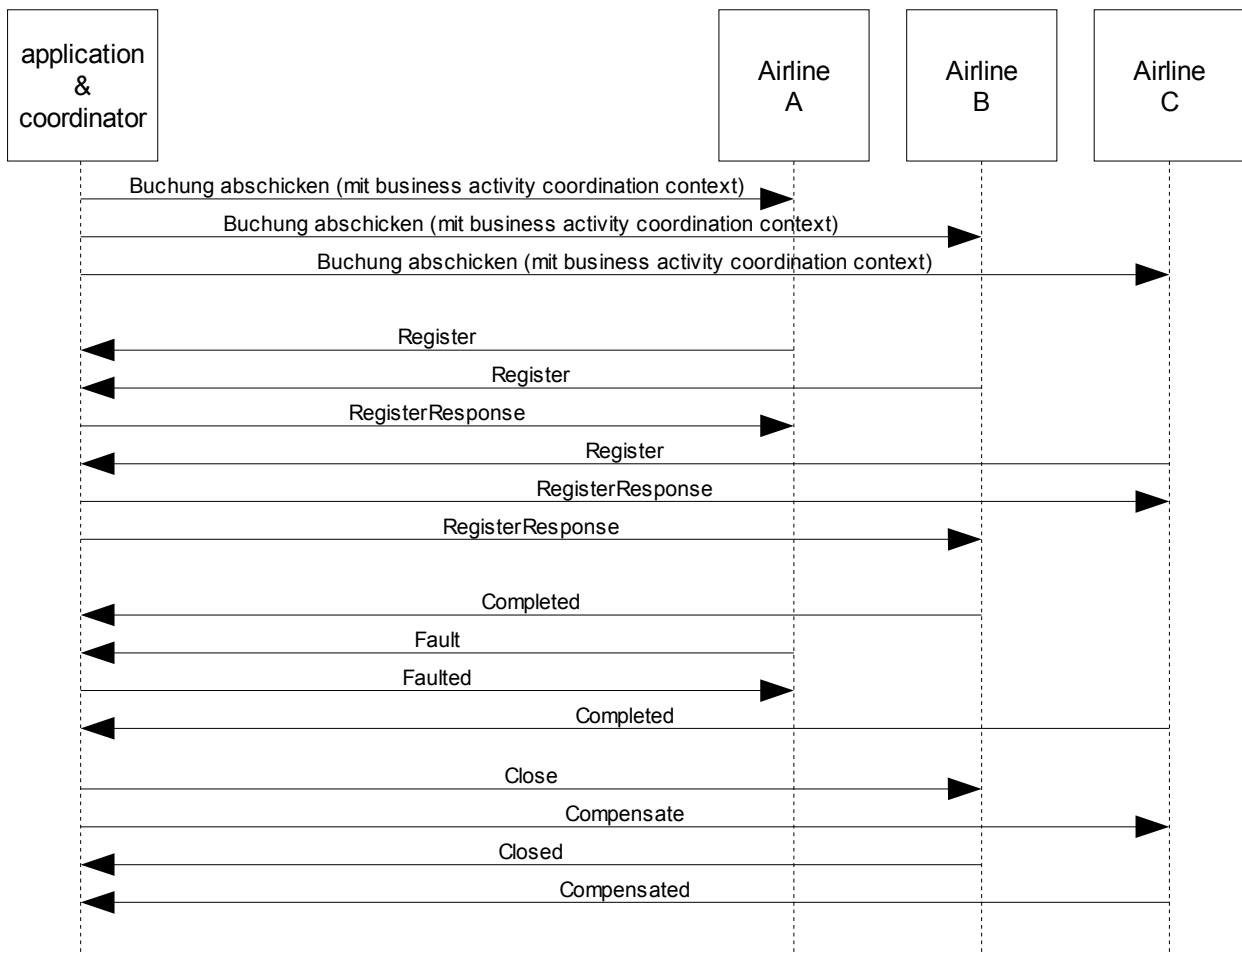 application
&
coordinator
Airline
A
Airline
B
Airline
C
Buchung abschicken (mit business activity coordination context)
Buchung abschicken (mit business activity coordination context)
Buchung abschicken (mit business activity coordination context)
Register
Register
RegisterResponse
Register
RegisterResponse
RegisterResponse
Completed
Fault
Faulted
Completed
Close
Compensate
Closed
Compensated